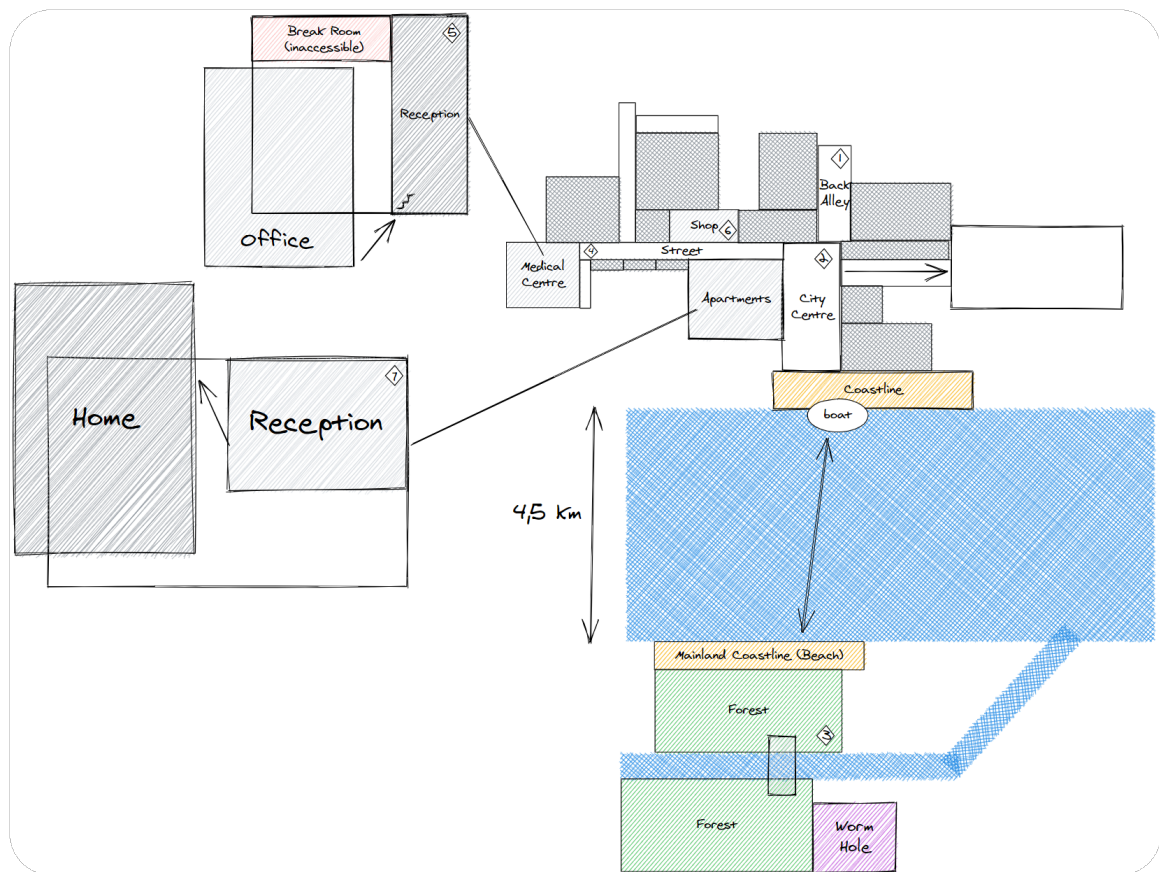 Break Room
(inaccessible)
5
Reception
Office
1
Back
Alley
Shop
6
4
Street
2
Medical
Centre
Apartments
City
Centre
Coastline
boat
7
Home
Reception
4,5 km
Mainland Coastline (Beach)
Forest
3
Forest
Worm
Hole